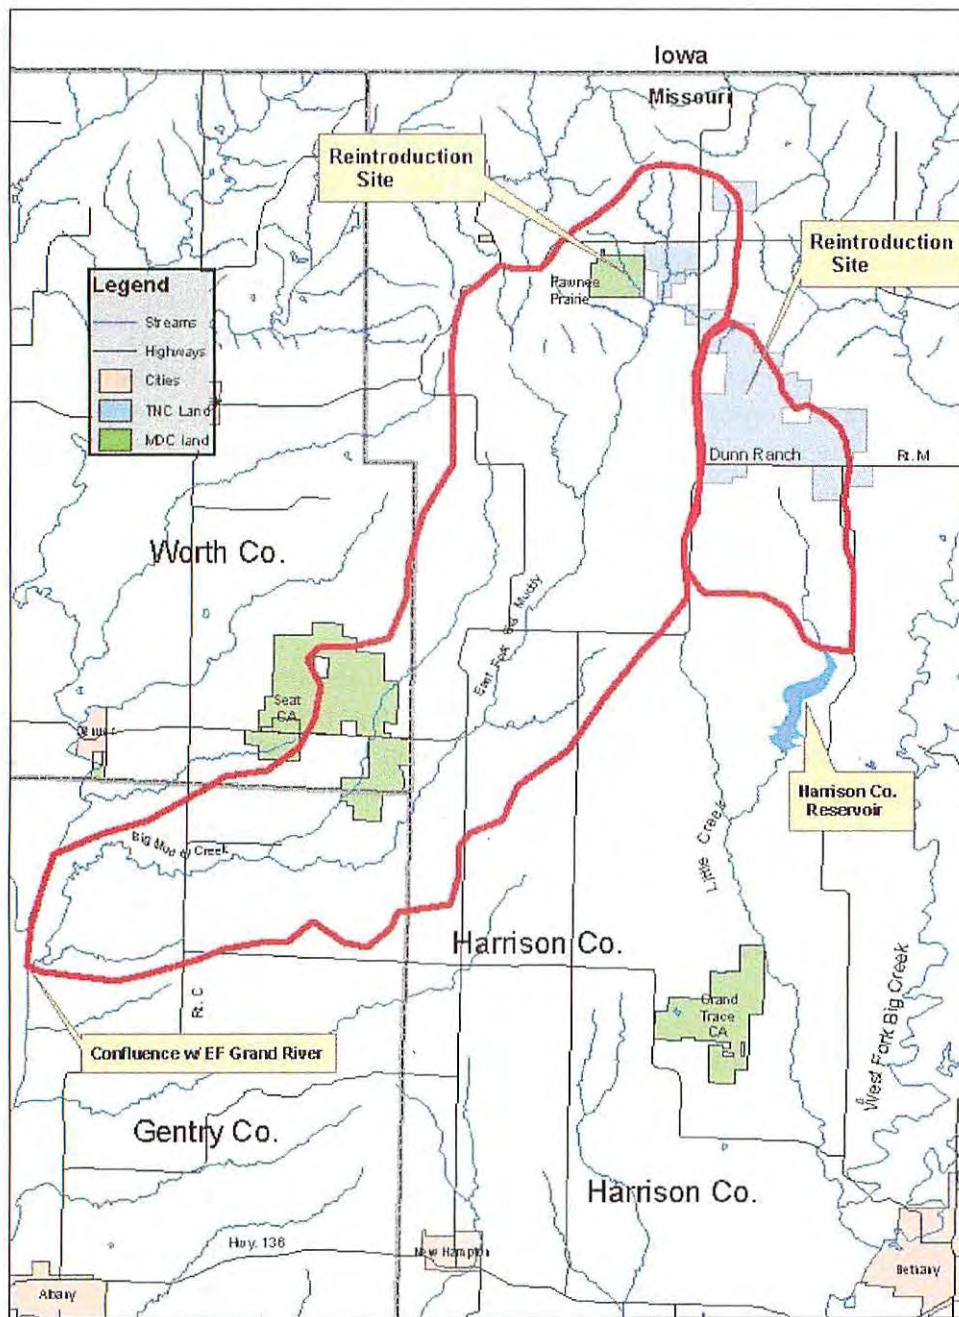 Iowa
Missouri
Reintroduction
Site
Reintroduction
Site
Legend
Streams
Highways
Cities
TNC Land
MDC land
Pawnee
Prairie
Dunn Ranch
Rt. M
Worth Co.
East Fork Big Muddy
Seat
CA
Harrison Co.
Reservoir
Big Muddy Creek
Little Creek
Harrison Co.
Rt. C
Grand
Trace
CA
West Fork Big Creek
Confluence w/ EF Grand River
Gentry Co.
Harrison Co.
Hwy. 136
New Hampton
Bethany
Albany